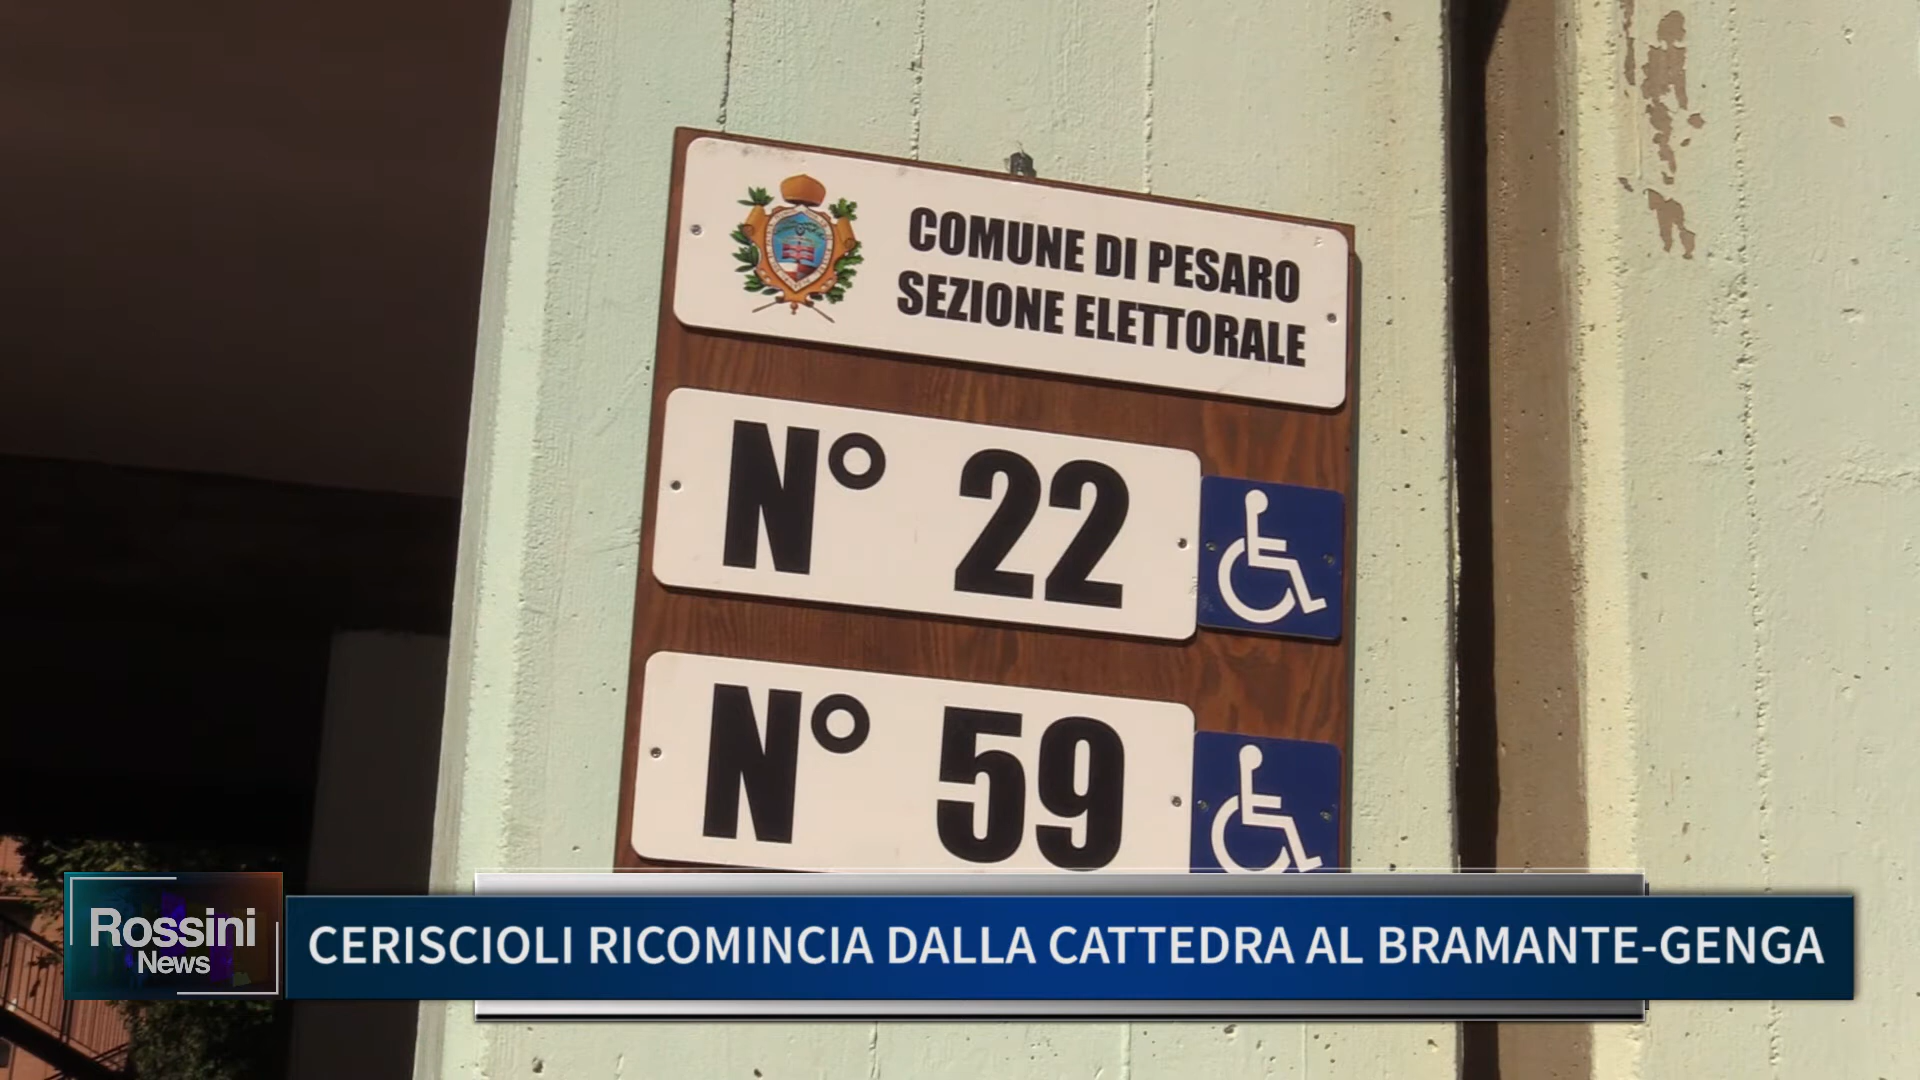 COMUNE DI PESARO
SEZIONE ELETTORALE
N° 22
N° 59
Rossini
News
CERISCIOLI RICOMINCIA DALLA CATTEDRA AL BRAMANTE-GENGA